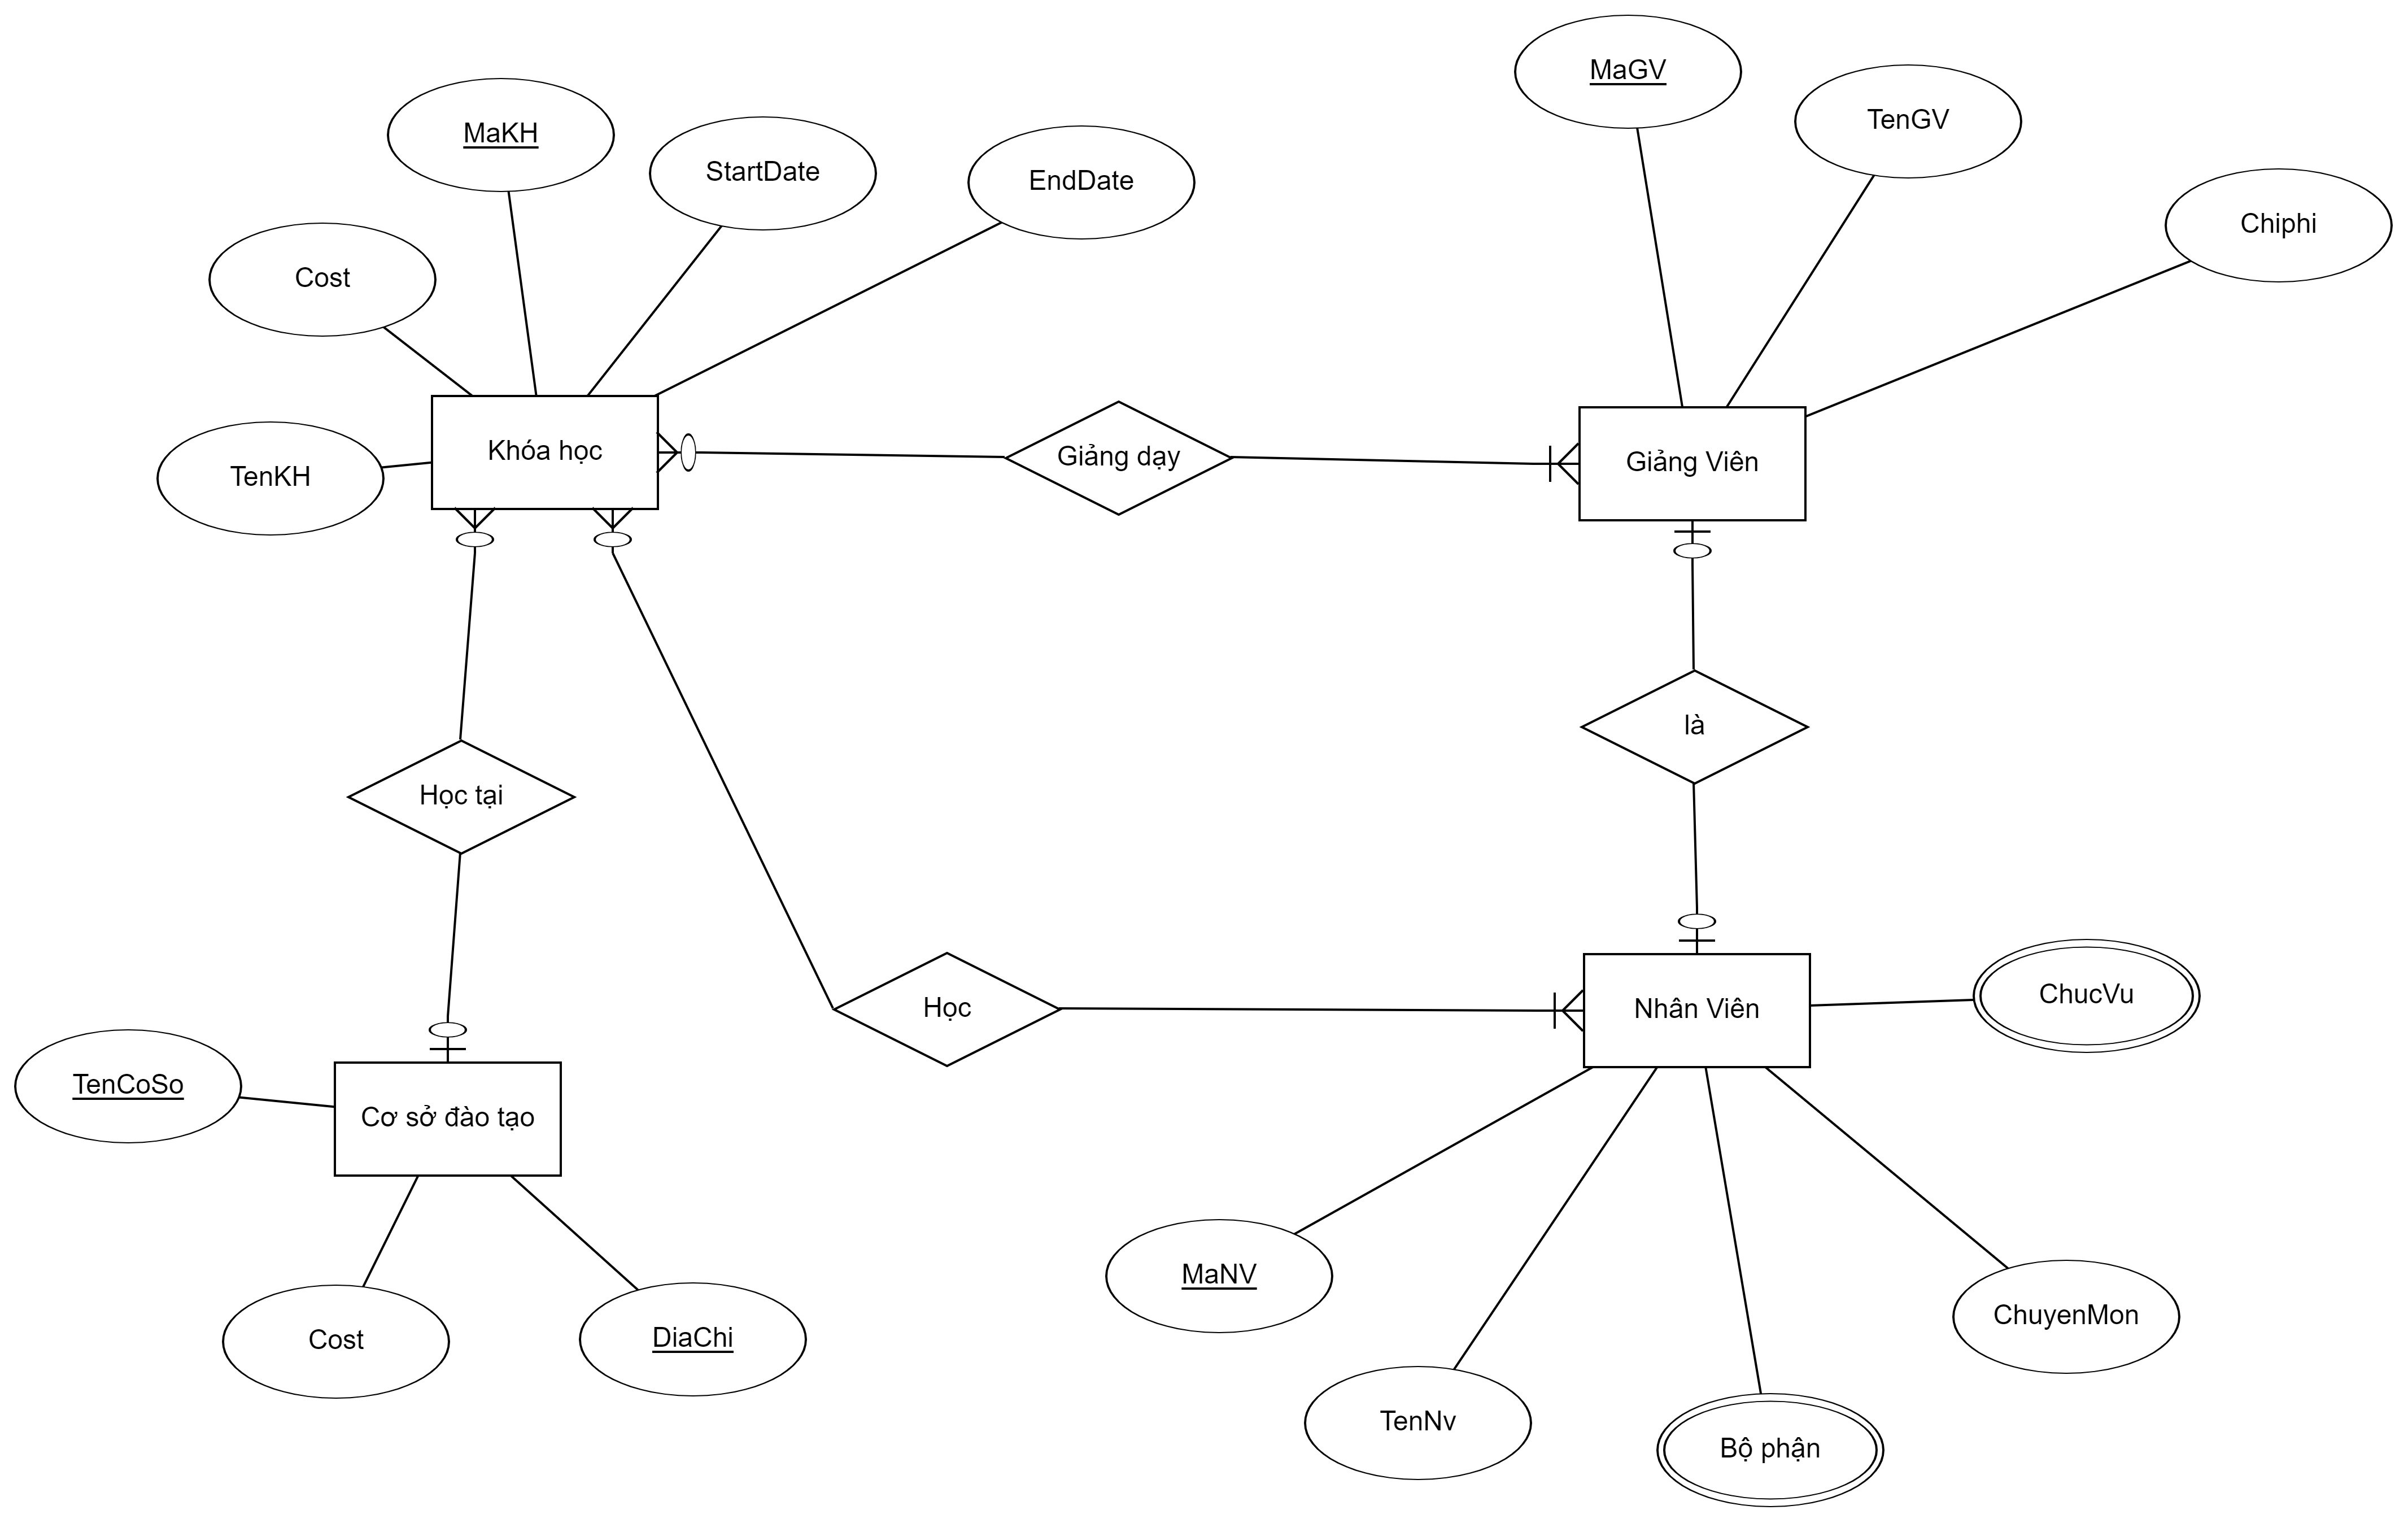 MaGV
TenGV
MaKH
StartDate
EndDate
Chiphi
Cost
Khóa học
Giảng dạy
Giảng Viên
TenKH
là
Học tại
ChucVu
Học
Nhân Viên
TenCoSo
Cơ sở đào tạo
MaNV
ChuyenMon
Cost
DiaChi
TenNv
Bộ phận